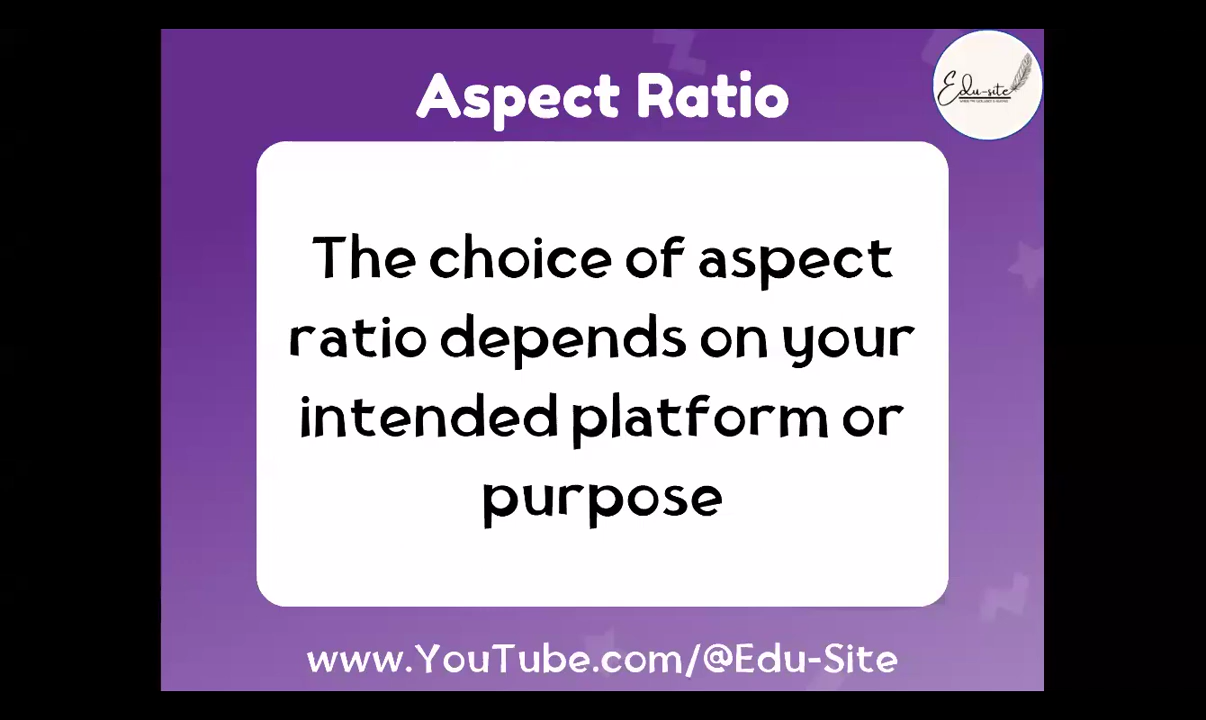 Aspect Ratio
Edu-site
The choice of aspect
ratio depends on your
intended platform or
purpose
www.YouTube.com/@Edu-Site